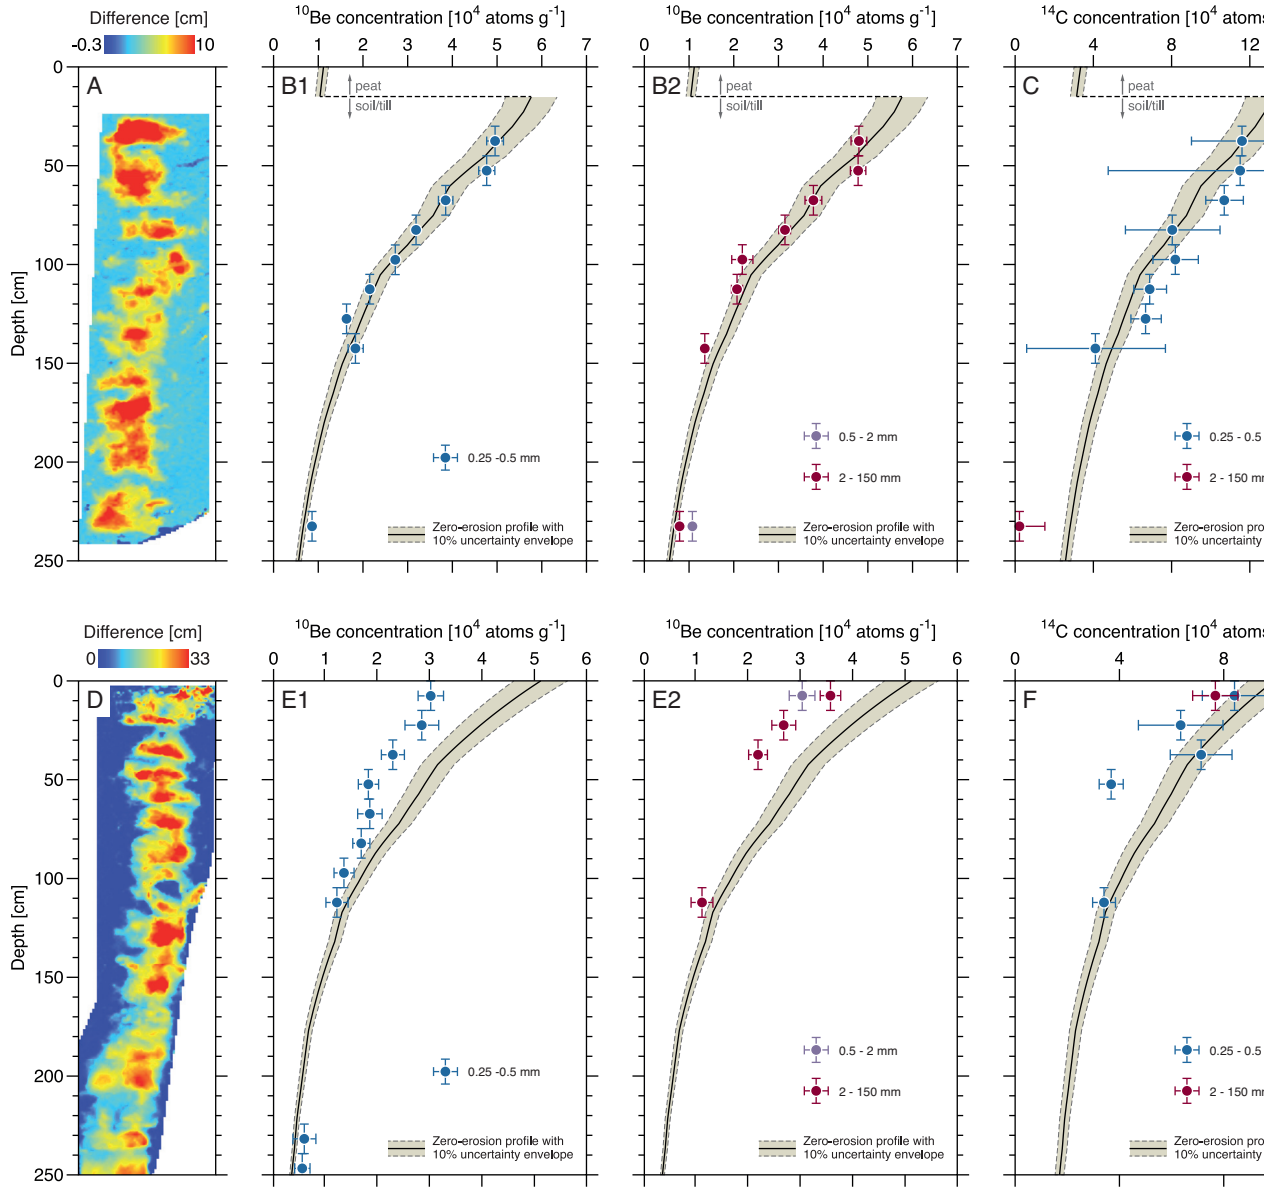 Difference [cm]
-0.3 10
A
Depth [cm]
0
50
100
150
200
250
10Be concentration [10⁴ atoms g⁻¹]
0 1 2 3 4 5 6 7
B1
peat
soil/till
0.25 -0.5 mm
Zero-erosion profile with
10% uncertainty envelope
10Be concentration [10⁴ atoms g⁻¹]
0 1 2 3 4 5 6 7
B2
peat
soil/till
0.5 - 2 mm
2 - 150 mm
Zero-erosion profile with
10% uncertainty envelope
14C concentration [10⁴ atoms
0 4 8 12
C
peat
soil/till
0.25 - 0.5
2 - 150 mm
Zero-erosion
10% uncertainty
Difference [cm]
0 33
D
Depth [cm]
0
50
100
150
200
250
10Be concentration [10⁴ atoms g⁻¹]
0 1 2 3 4 5 6
E1
0.25 -0.5 mm
Zero-erosion profile with
10% uncertainty envelope
10Be concentration [10⁴ atoms g⁻¹]
0 1 2 3 4 5 6 7
E2
0.5 - 2 mm
2 - 150 mm
Zero-erosion profile with
10% uncertainty envelope
14C concentration [10⁴ atoms
0 4 8
F
0.25 - 0.5
2 - 150 mm
Zero-erosion
10% uncertainty